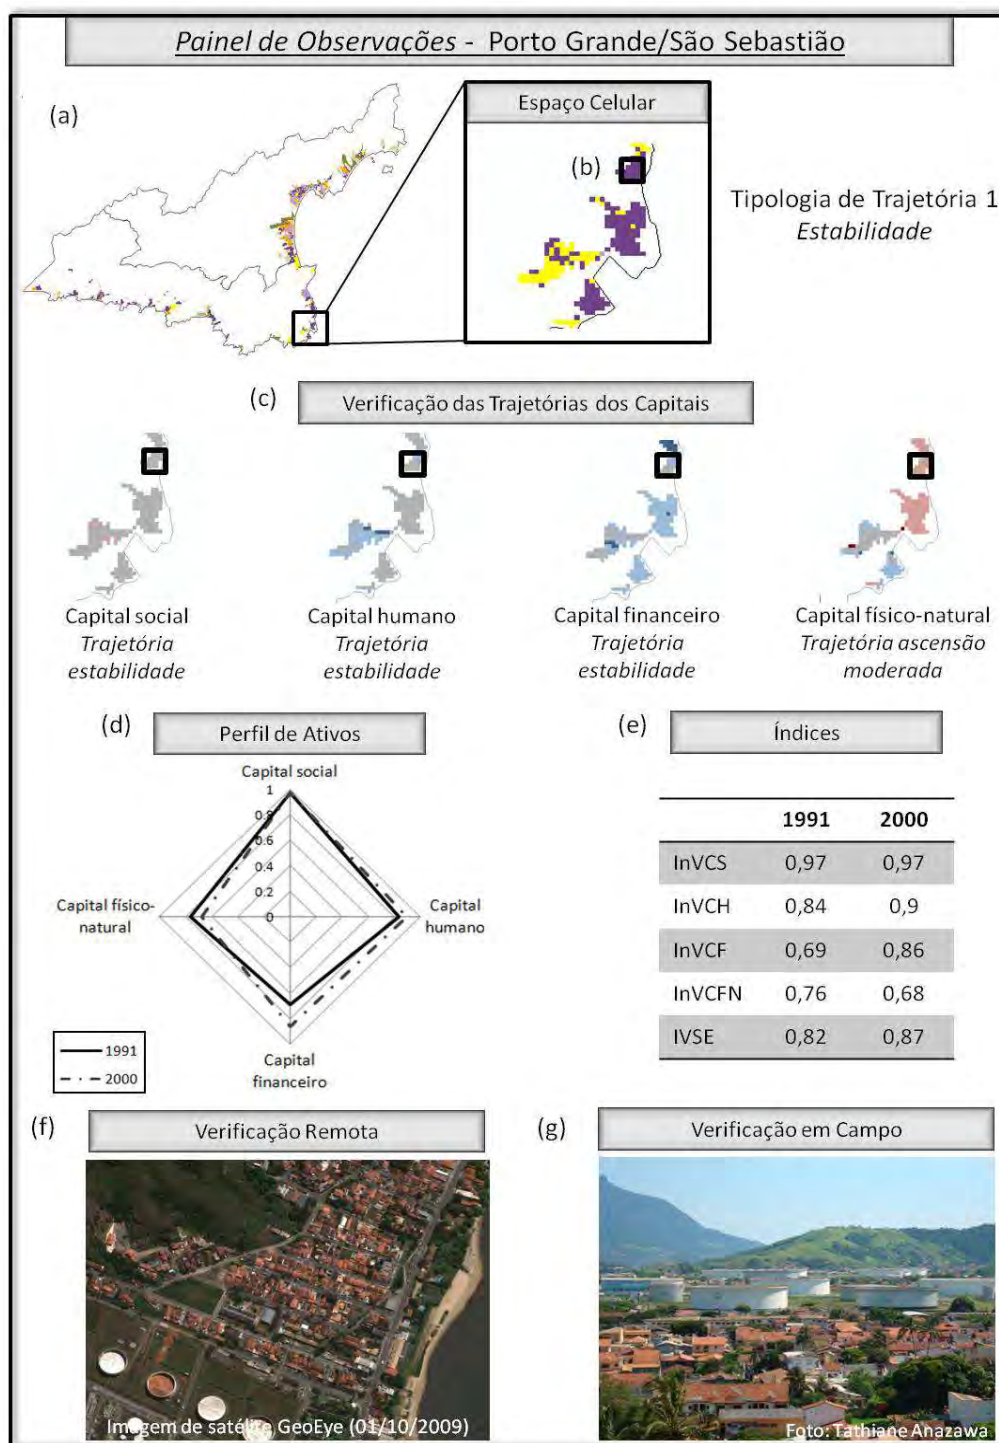 Painel de Observações - Porto Grande/São Sebastião
(a)
Espaço Celular
(b)
Tipologia de Trajetória 1
Estabilidade
(c)
Verificação das Trajetórias dos Capitais
Capital social
Trajetória
estabilidade
Capital humano
Trajetória
estabilidade
Capital financeiro
Trajetória
estabilidade
Capital físico-natural
Trajetória ascensão
moderada
(d)
Perfil de Ativos
Capital social
1
0.8
0.6
0.4
0.2
0
Capital físico-
natural
Capital
humano
Capital
financeiro
1991
2000
(e)
Índices
1991 2000
InVCS 0,97 0,97
InVCH 0,84 0,9
InVCF 0,69 0,86
InVCFN 0,76 0,68
IVSE 0,82 0,87
(f)
Verificação Remota
Imagem de satélite GeoEye (01/10/2009)
(g)
Verificação em Campo
Foto: Tathiane Anazawa